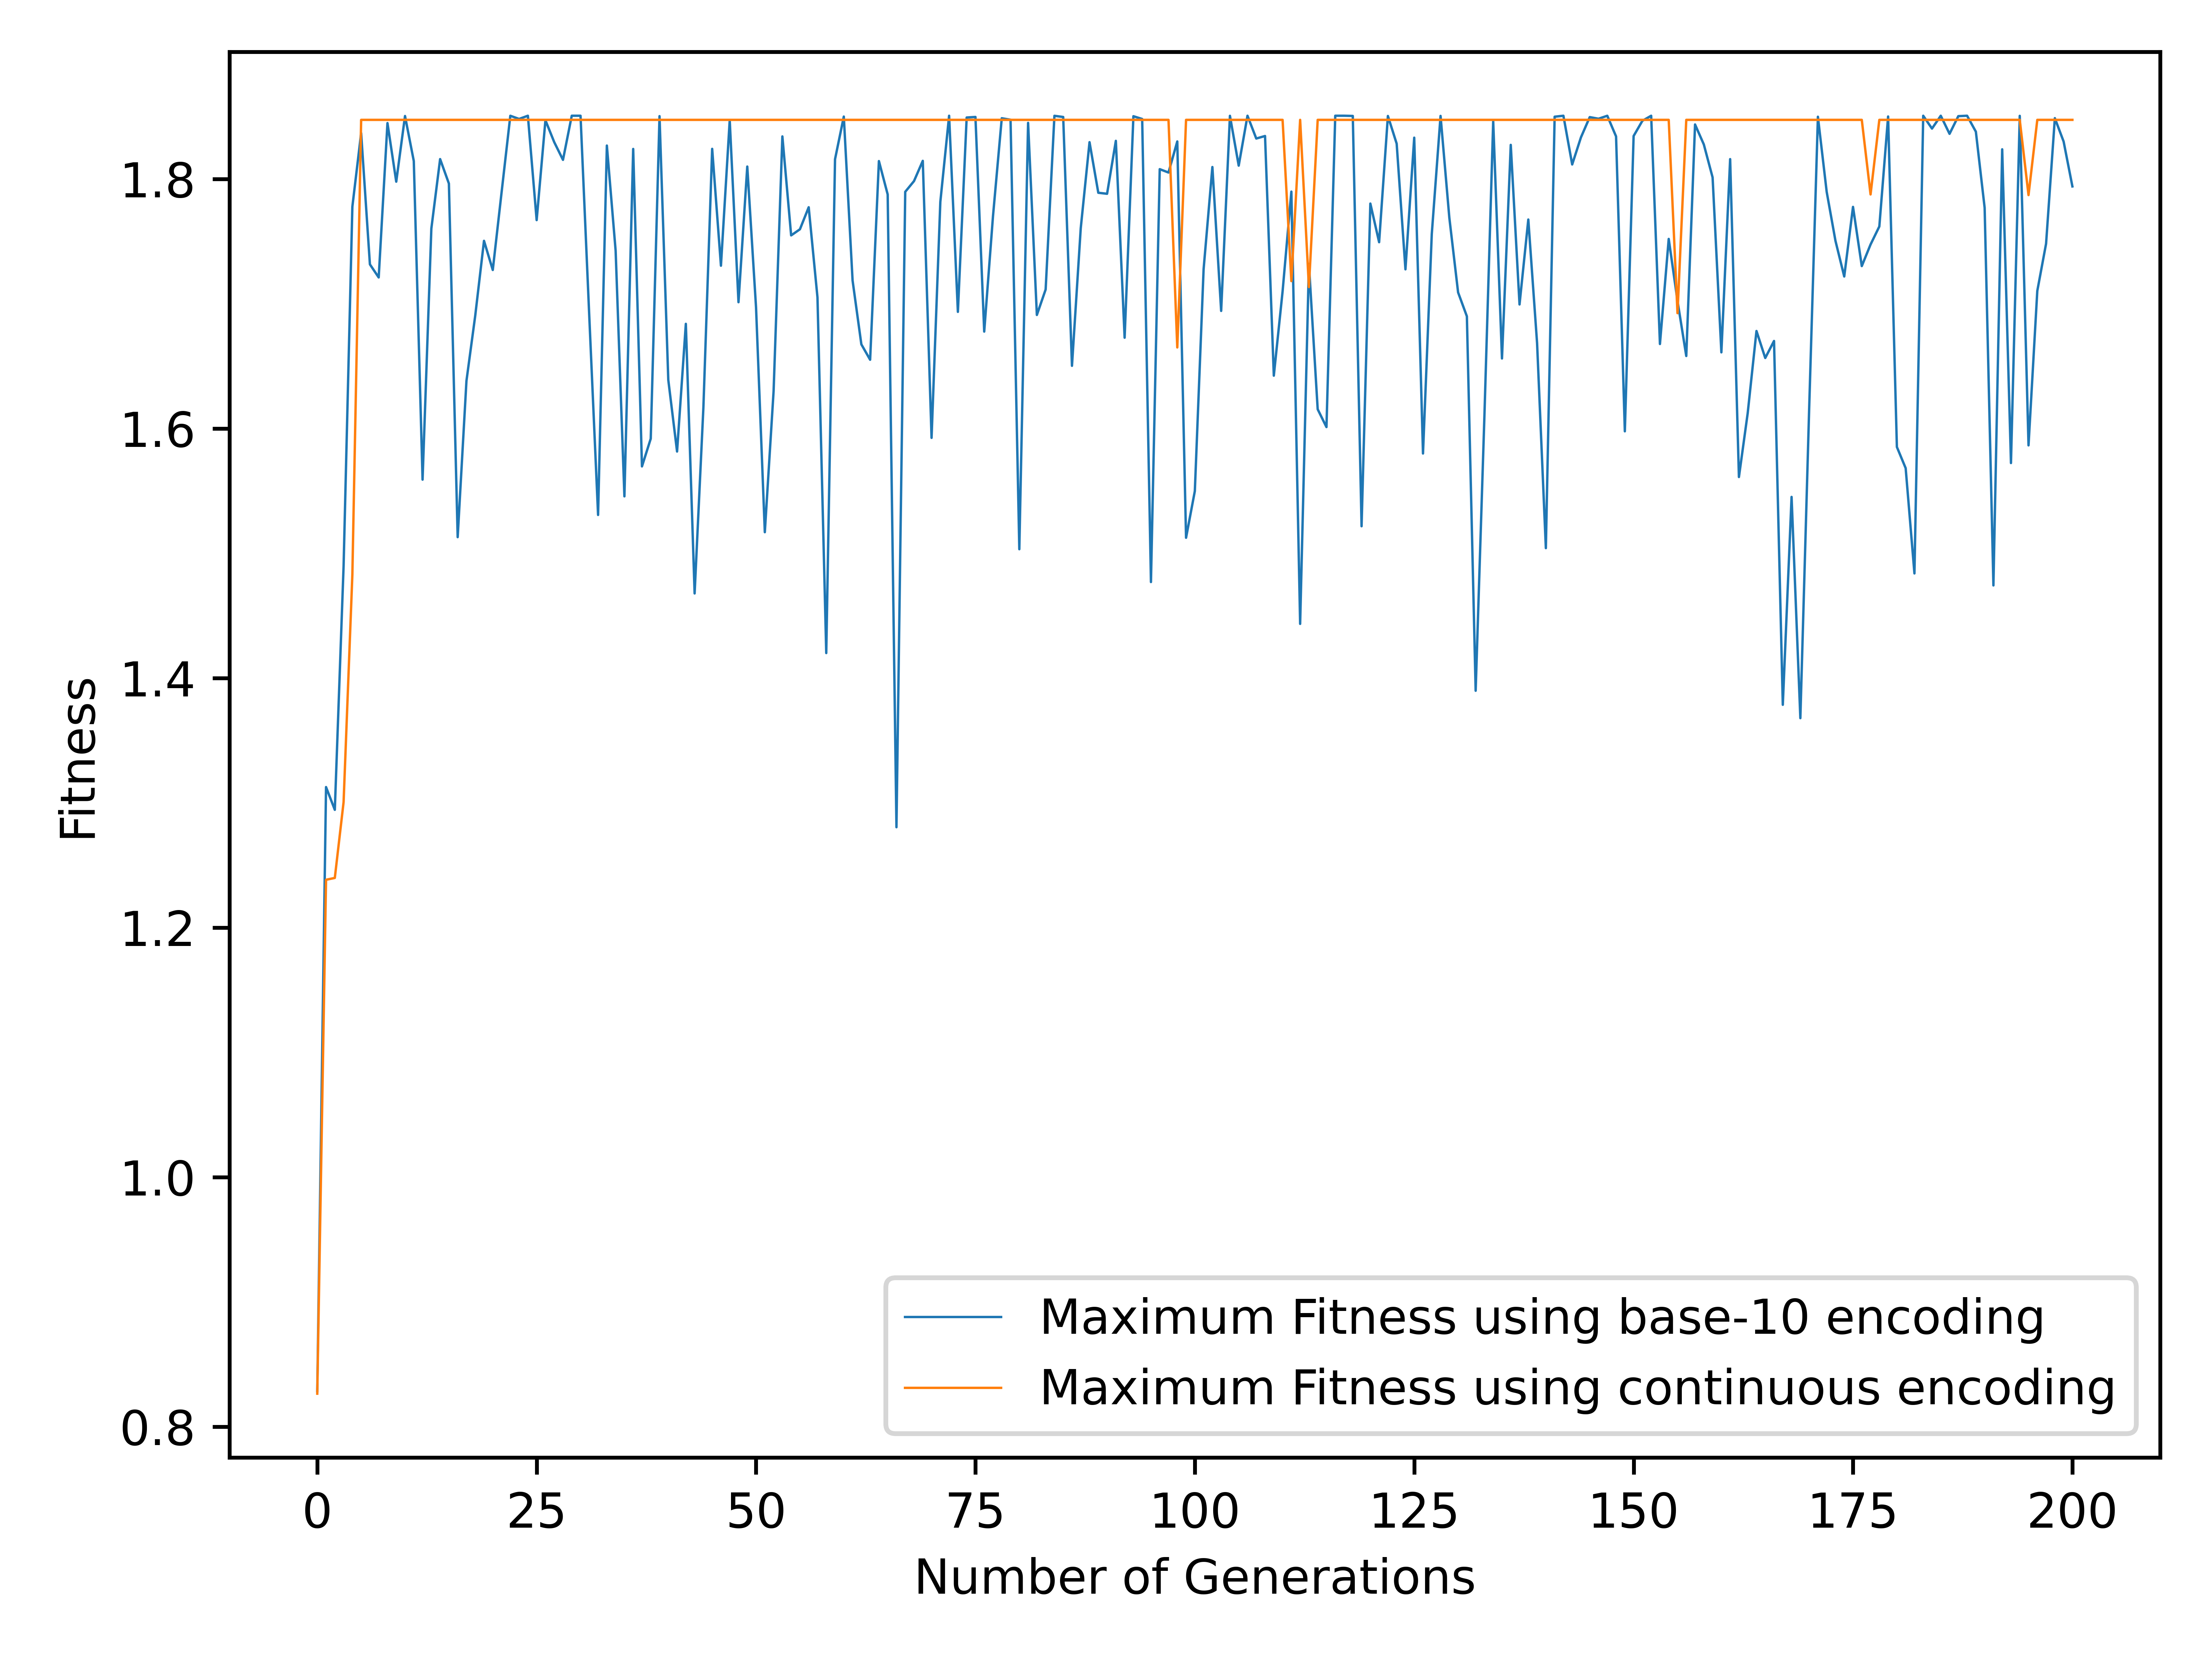 1.8
1.6
1.4
1.2
1.0
0.8
Fitness
Maximum Fitness using base-10 encoding
Maximum Fitness using continuous encoding
0 25 50 75 100 125 150 175 200
Number of Generations